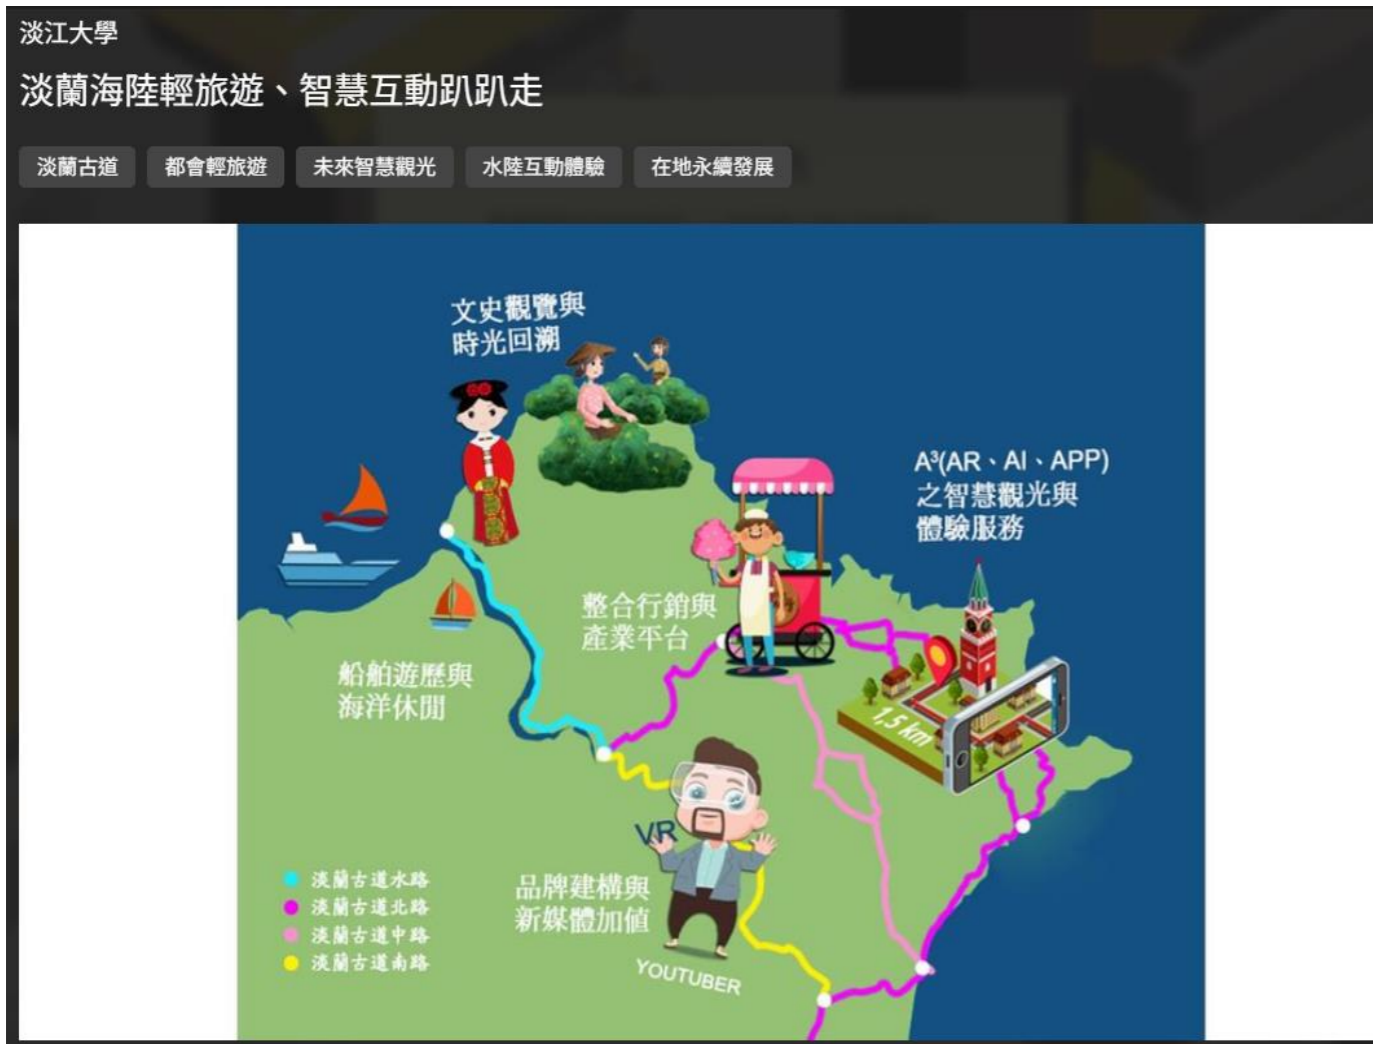 淡江大學
淡蘭海陸輕旅遊、智慧互動趴趴走
淡蘭古道
都會輕旅遊
未來智慧觀光
水陸互動體驗
在地永續發展
文史觀覽與
時光回溯
A³(AR、AI、APP)
之智慧觀光與
體驗服務
整合行銷與
產業平台
船舶遊歷與
海洋休閒
1,5 km
VR
品牌建構與
新媒體加值
YOUTUBER
淡蘭古道水路
淡蘭古道北路
淡蘭古道中路
淡蘭古道南路